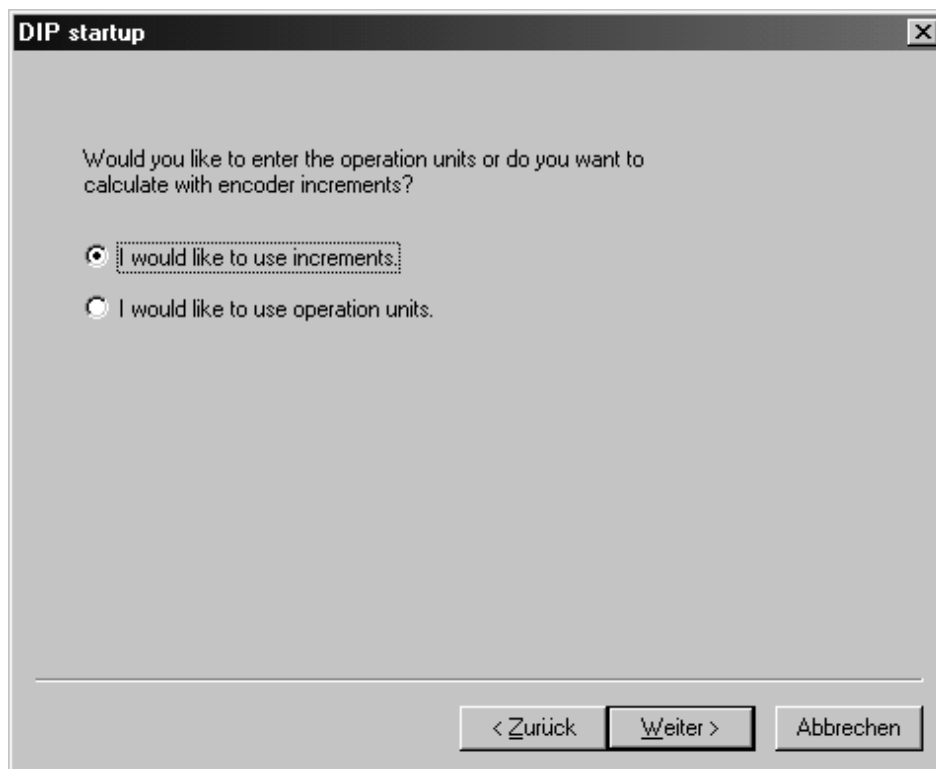 DIP startup
Would you like to enter the operation units or do you want to
calculate with encoder increments?
I would like to use increments.
I would like to use operation units.
< Zurück
Weiter >
Abbrechen